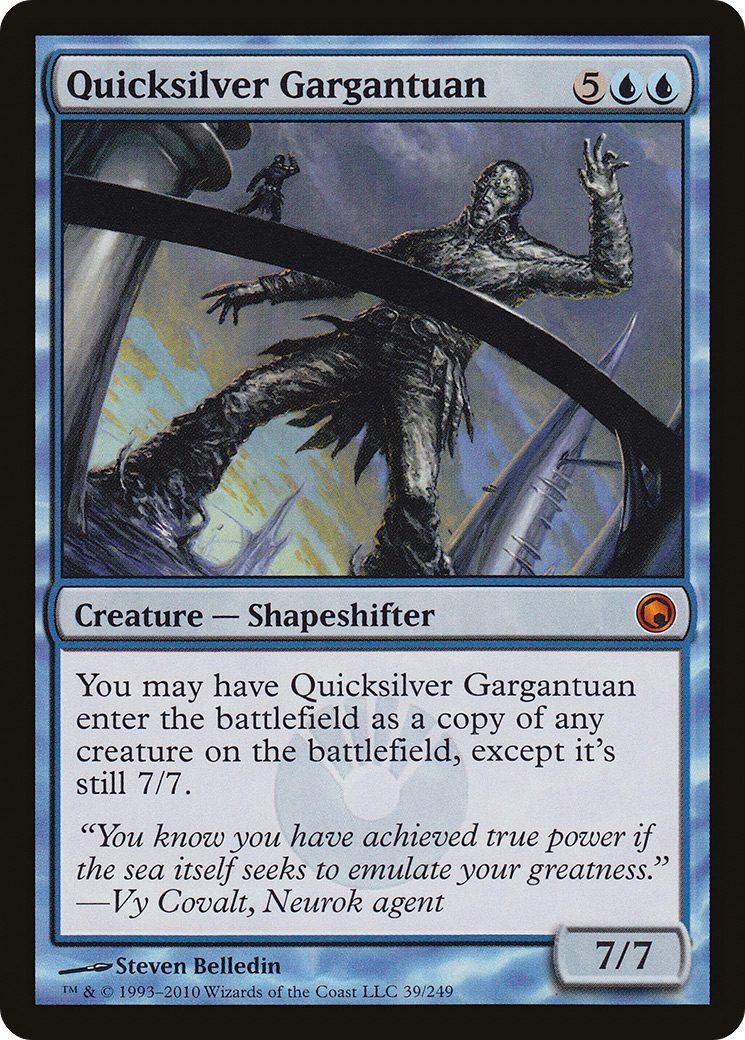 Quicksilver Gargantuan 5
Creature — Shapeshifter
You may have Quicksilver Gargantuan
enter the battlefield as a copy of any
creature on the battlefield, except it's
still 7/7.
“You know you have achieved true power if
the sea itself seeks to emulate your greatness.”
—Vy Covalt, Neurok agent
7/7
Steven Belledin
™ & © 1993–2010 Wizards of the Coast LLC 39/249